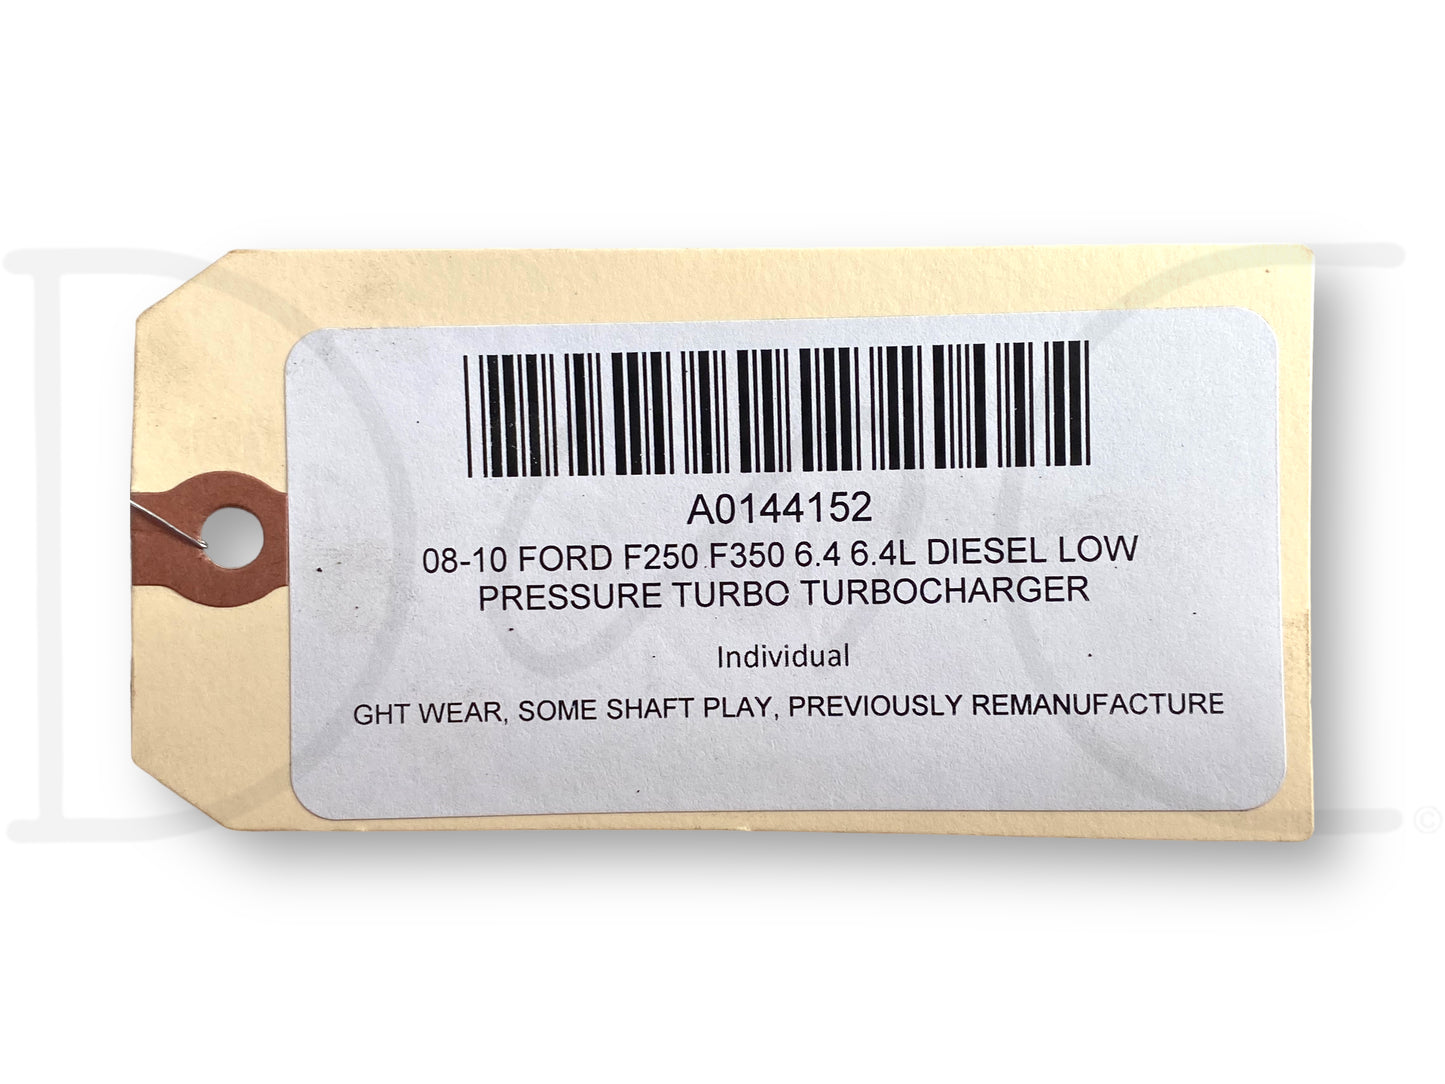 A0144152
08-10 FORD F250 F350 6.4 6.4L DIESEL LOW
PRESSURE TURBO TURBOCHARGER
Individual
GHT WEAR, SOME SHAFT PLAY, PREVIOUSLY REMANUFACTURE
©